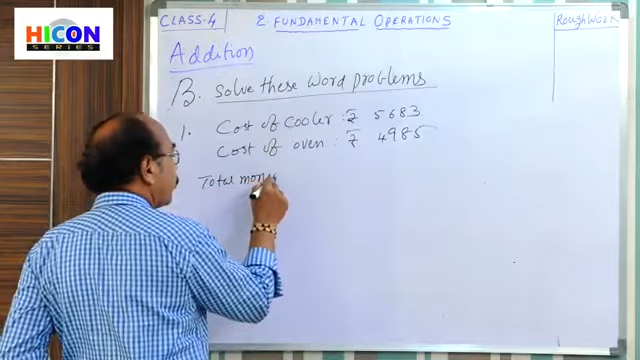 HICON
SERIES
CLASS-4
2. FUNDAMENTAL OPERATIONS
Rough Work
Addition
B. Solve these word problems
1. Cost of cooler : ₹ 5683
Cost of oven : ₹ 4985
Total mon